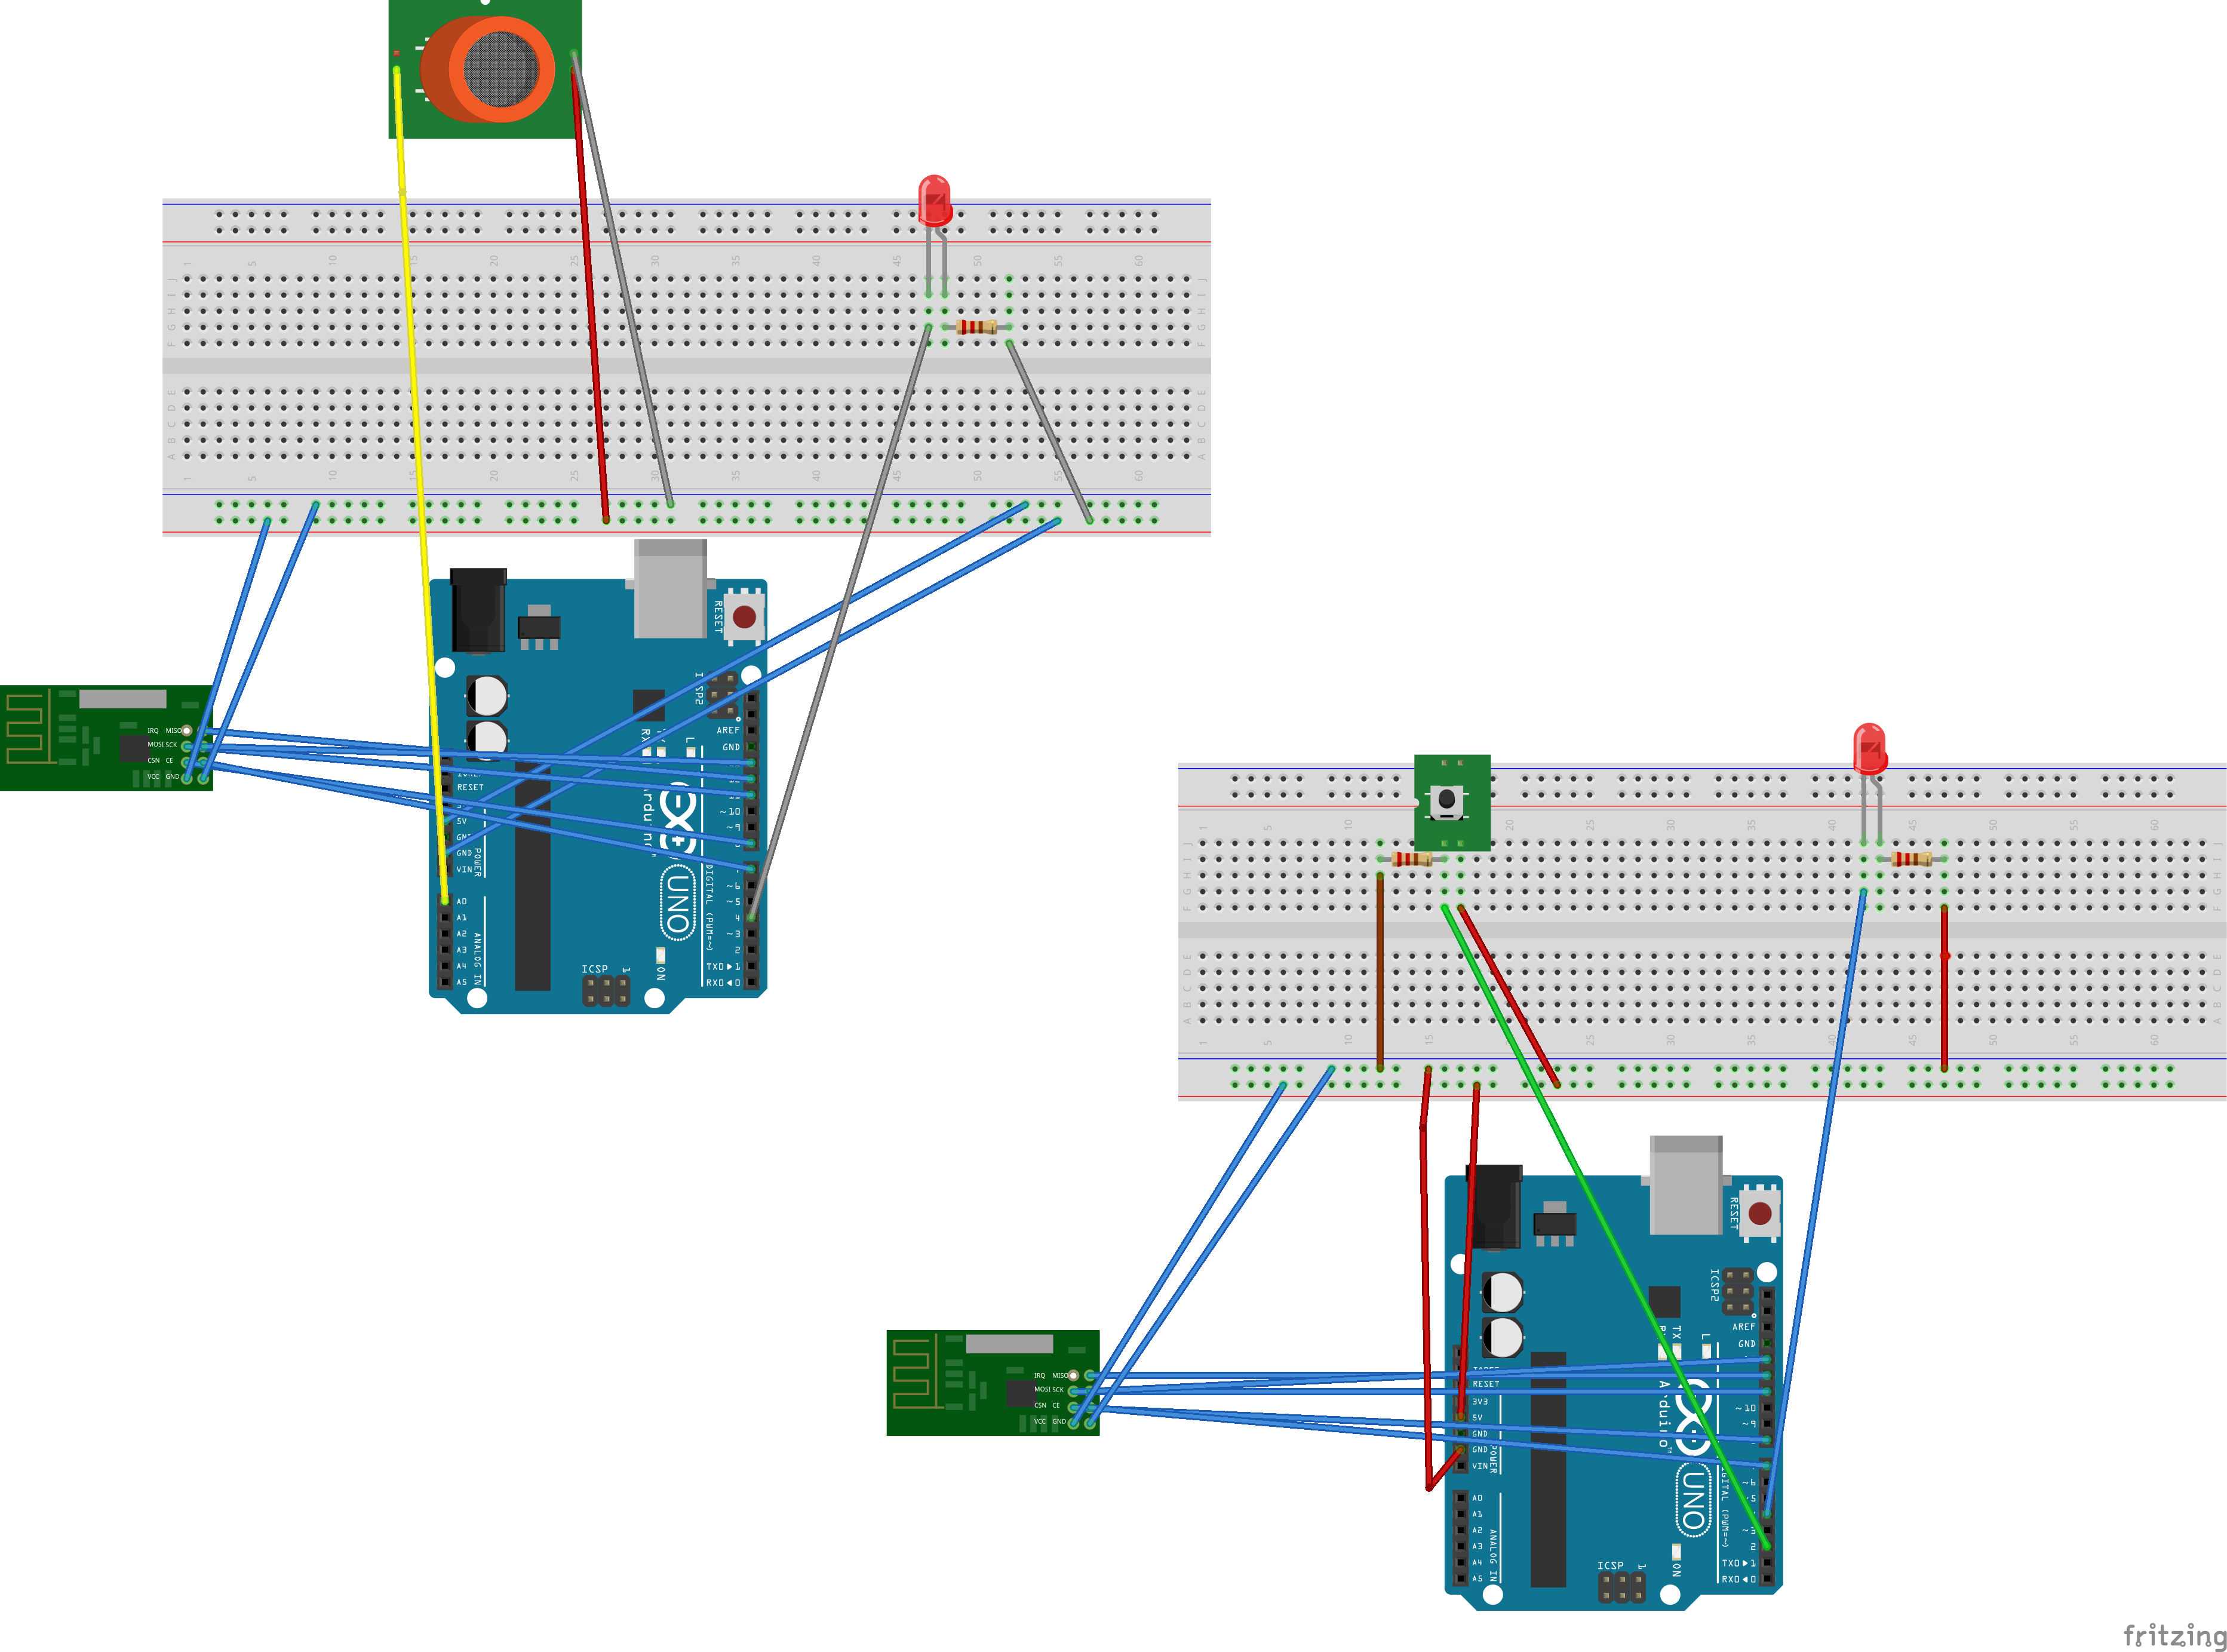 1 5 10 15 20 25 30 35 40 45 50 55 60
J J
I I
H H
G G
F F
E E
D D
C C
B B
A A
1 5 10 15 20 25 30 35 40 45 50 55 60
RESET
ICSP2
IRQ MISO
MOSI SCK
CSN CE
VCC GND
AREF
GND
RESET
5V
GND
VIN
POWER
~10
~9
~6
~5
4
~3
2
TX0▶1
RX0◀0
DIGITAL (PWM=~)
L
UNO
ON
A0
A1
A2
A3
A4
A5
ANALOG IN
ICSP
1
1 5 10 15 20 25 30 35 40 45 50 55 60
J J
I I
H H
G G
F F
E E
D D
C C
B B
A A
1 5 10 15 25 30 35 40 45 50 55 60
RESET
ICSP2
IRQ MISO
MOSI SCK
CSN CE
VCC GND
AREF
GND
RESET
3V3
5V
GND
GND
VIN
POWER
TX
L
Arduino™
~10
~9
~6
~5
2
TX0▶1
RX0◀0
UNO
ON
A0
A1
A2
A3
A4
A5
ANALOG IN
ICSP
1
fritzing